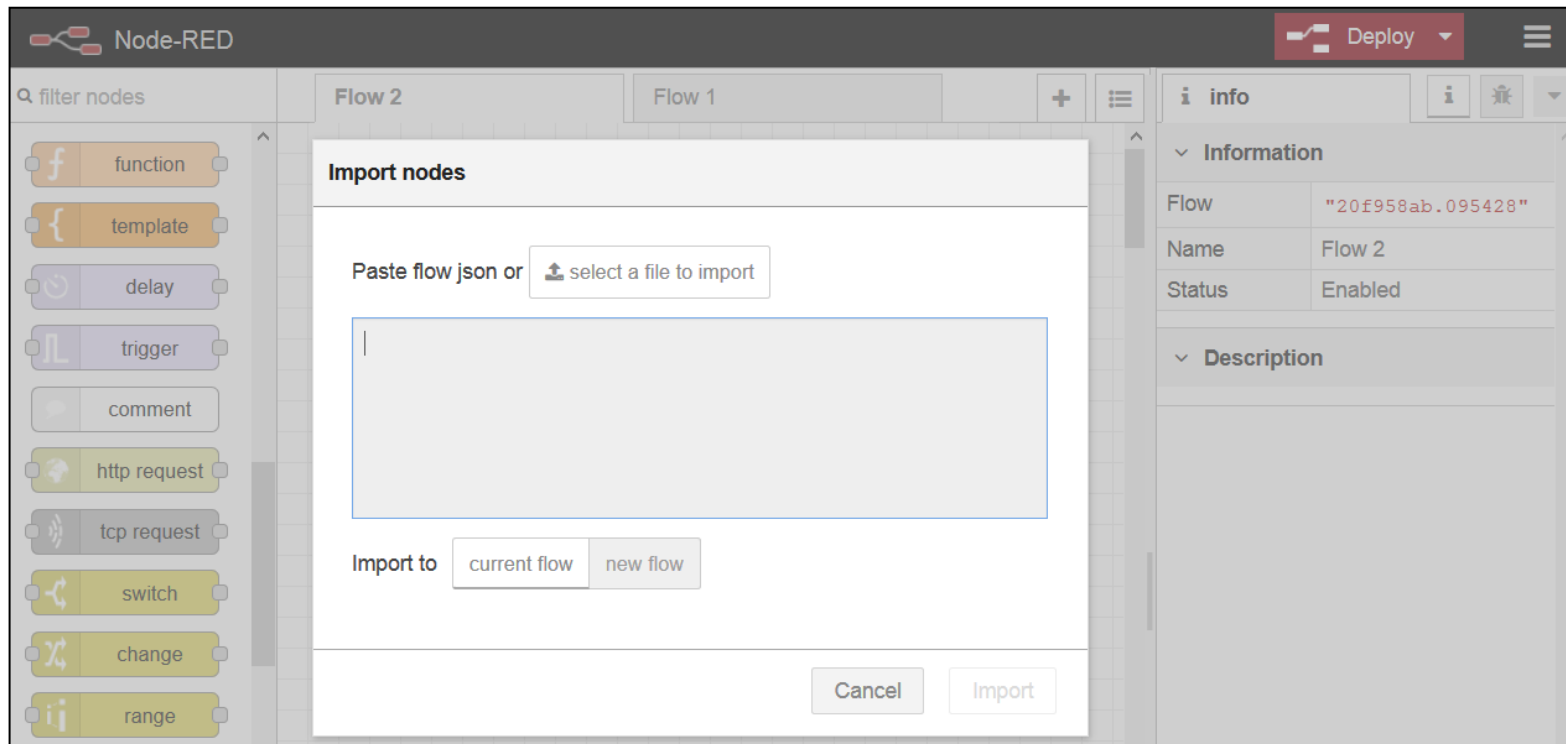 Node-RED
Deploy
filter nodes
Flow 2
Flow 1
info
function
template
delay
trigger
comment
http request
tcp request
switch
change
range
Import nodes
Paste flow json or select a file to import
Import to current flow new flow
Cancel Import
Information
Flow "20f958ab.095428"
Name Flow 2
Status Enabled
Description